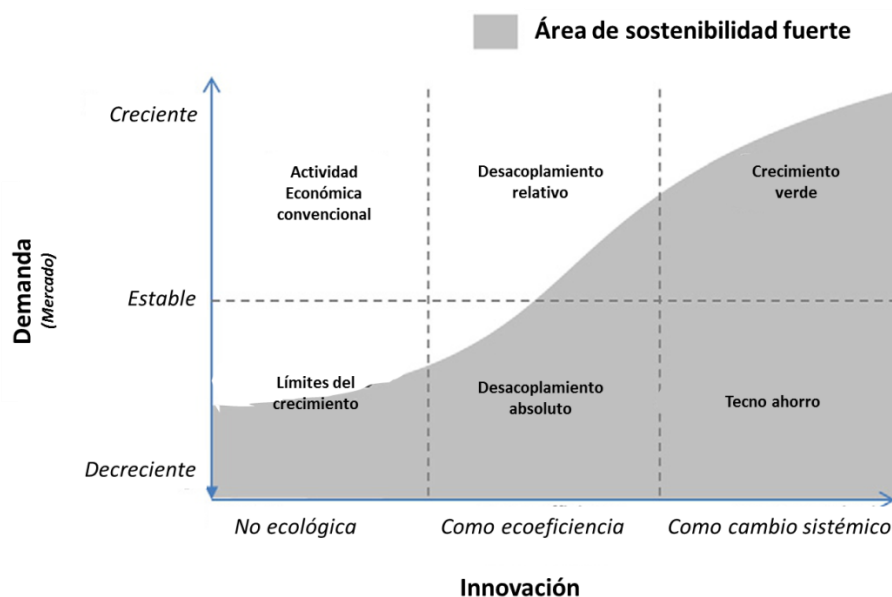 Área de sostenibilidad fuerte
Creciente
Actividad
Económica
convencional
Desacoplamiento
relativo
Crecimiento
verde
Demanda
(Mercado)
Estable
Límites del
crecimiento
Desacoplamiento
absoluto
Tecno ahorro
Decreciente
No ecológica
Como ecoeficiencia
Como cambio sistémico
Innovación